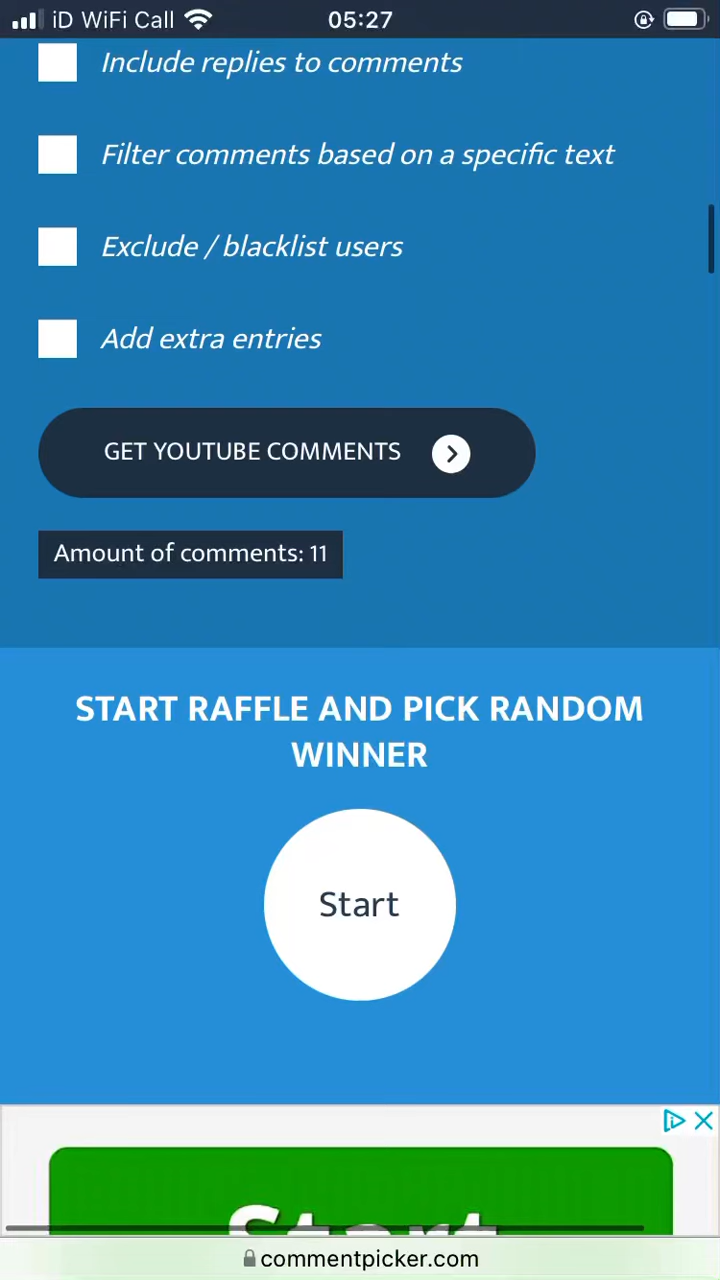 iD WiFi Call 05:27
Include replies to comments
Filter comments based on a specific text
Exclude / blacklist users
Add extra entries
GET YOUTUBE COMMENTS
Amount of comments: 11
START RAFFLE AND PICK RANDOM
WINNER
Start
Start
commentpicker.com